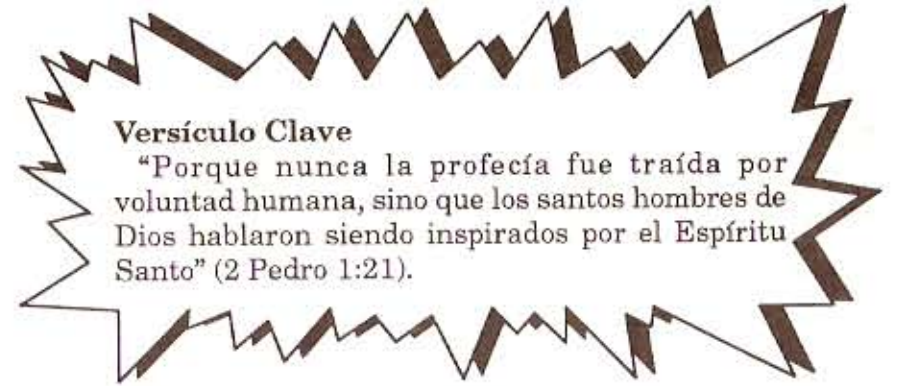 Versículo Clave
“Porque nunca la profecía fue traída por
voluntad humana, sino que los santos hombres de
Dios hablaron siendo inspirados por el Espíritu
Santo” (2 Pedro 1:21).